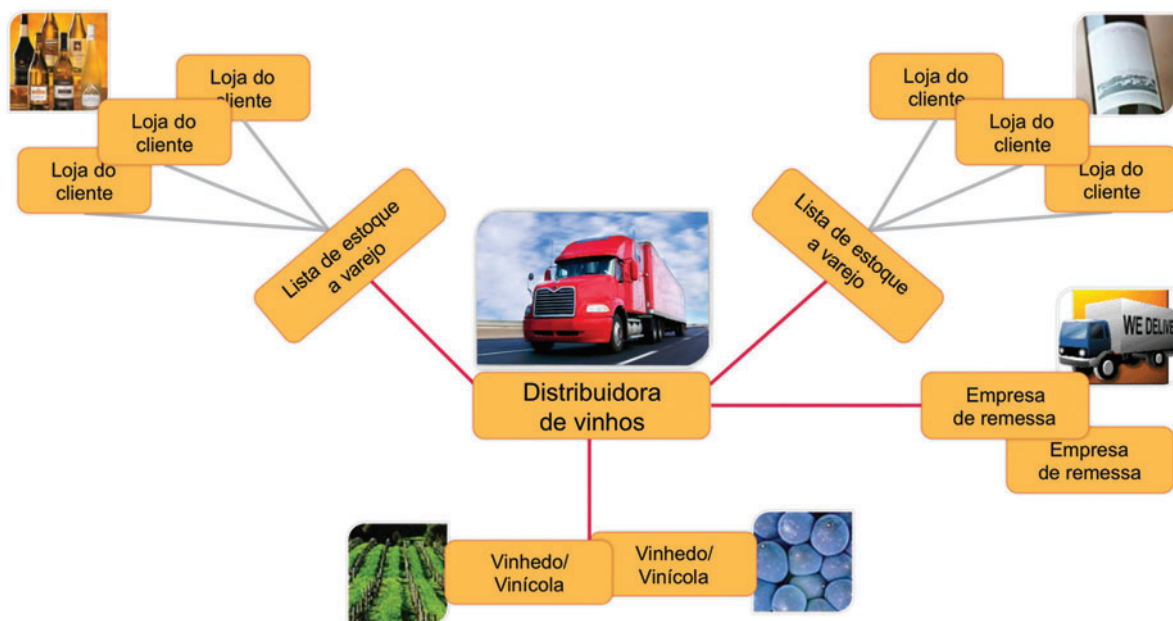 Loja do
cliente
Loja do
cliente
Loja do
cliente
Lista de estoque
a varejo
Loja do
cliente
Loja do
cliente
Loja do
cliente
Lista de estoque
a varejo
WE DELIVE
Distribuidora
de vinhos
Empresa
de remessa
Empresa
de remessa
Vinhedo/
Vinícola
Vinhedo/
Vinícola